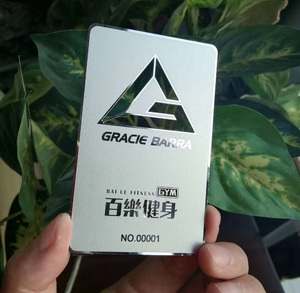 GRACIE BARRA
BAI LE FITNESS GYM
百樂健身
NO.00001